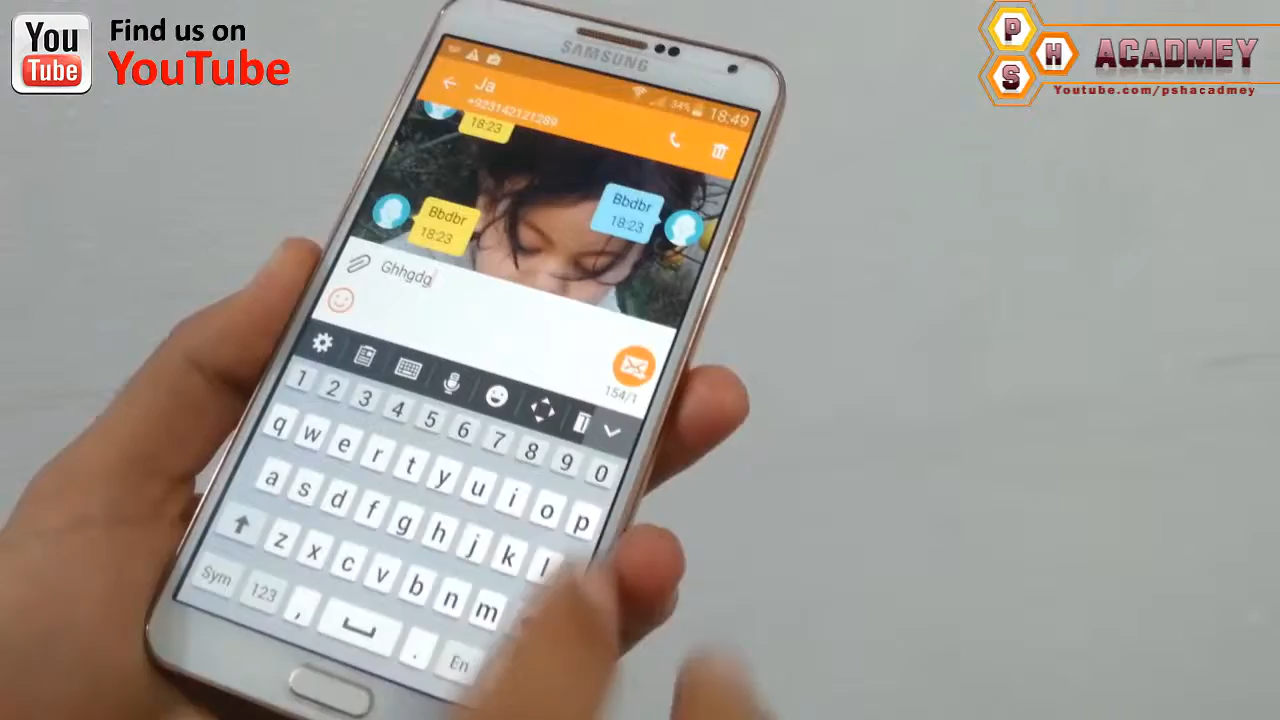 You
Tube
Find us on
YouTube
P
S
H
ACADMEY
Youtube.com/pshacadmey
SAMSUNG
34%
18:49
Ja
+923142121289
18:23
Bbdbr
18:23
Bbdbr
18:23
Ghhgdg
154/1
1 2 3 4 5 6 7 8 9 0
q w e r t y u i o p
a s d f g h j k l
z x c v b n m
Sym 123 , . En